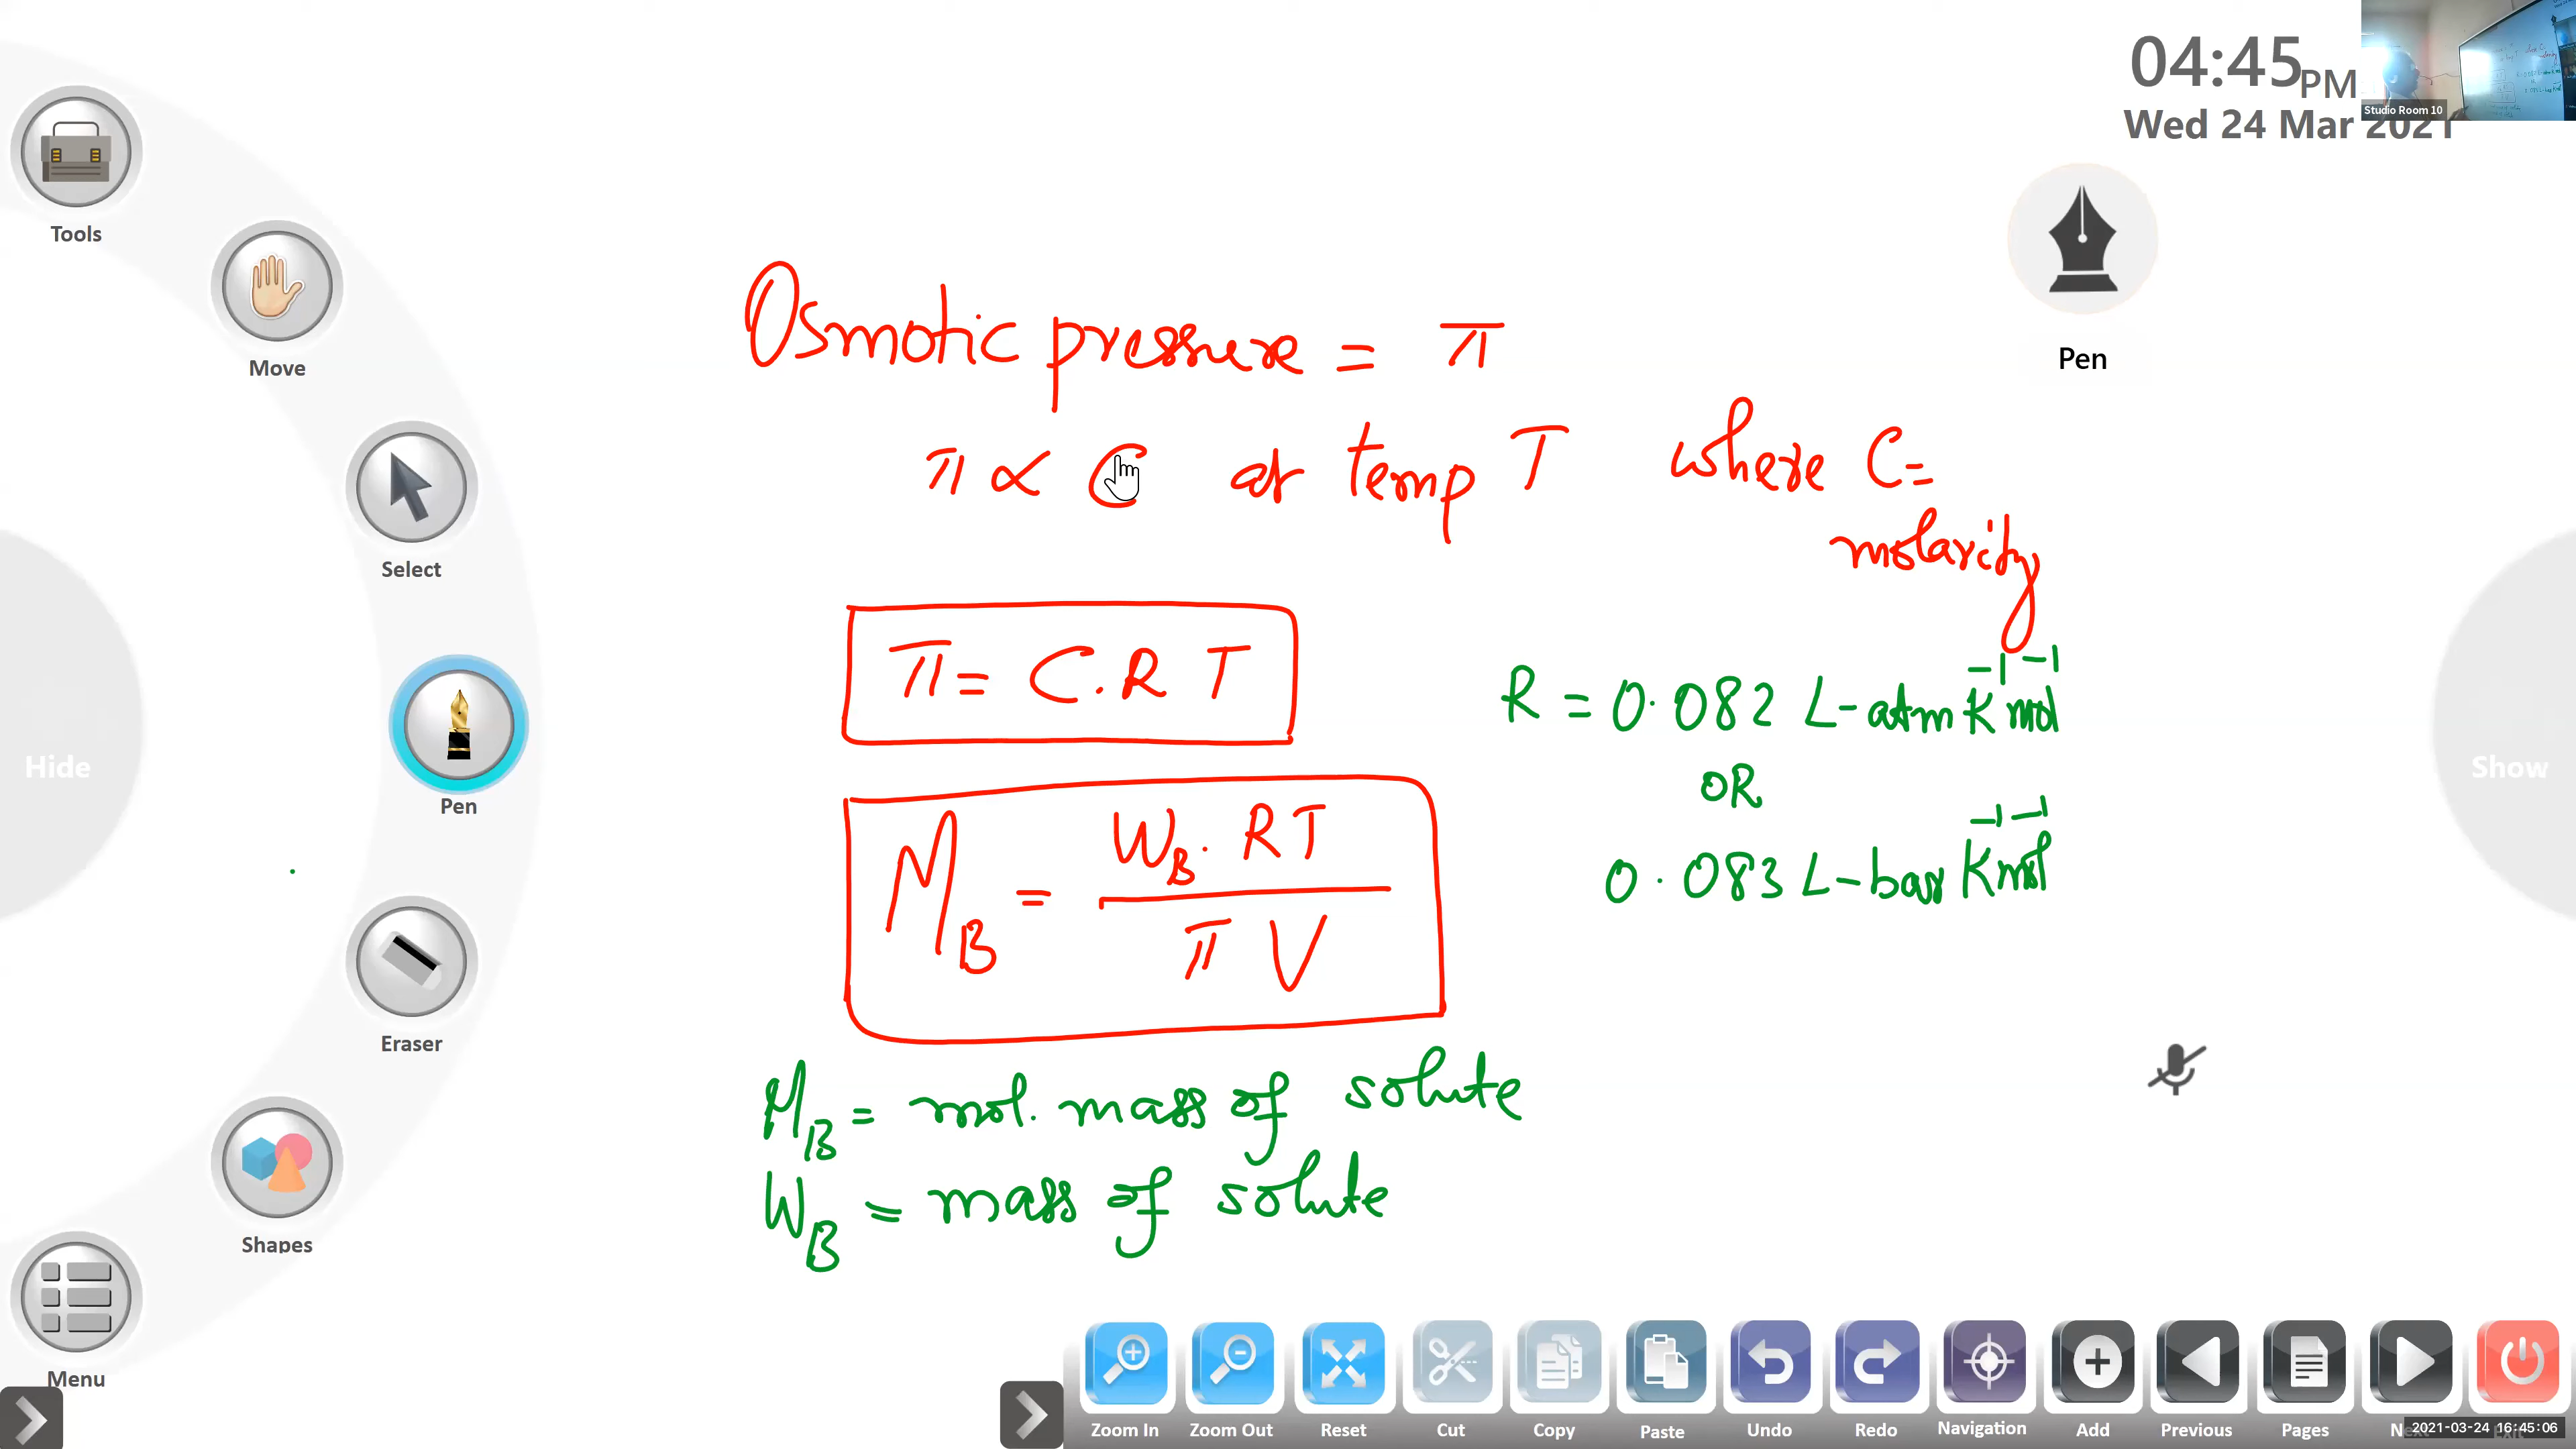 04:45 PM
Wed 24 Mar 2021
Studio Room 10
Tools
Move
Select
Pen
Eraser
Shapes
Menu
Hide
Show
Pen
Osmotic pressure = π
π ∝ C at temp T where C =
molarity
π = C.R T
R = 0.082 L-atm K⁻¹ mol⁻¹
OR
0.083 L-bar K⁻¹ mol⁻¹
M_B = W_B . RT / π V
M_B = mol. mass of solute
W_B = mass of solute
Zoom In Zoom Out Reset Cut Copy Paste Undo Redo Navigation Add Previous Pages
2021-03-24 16:45:06